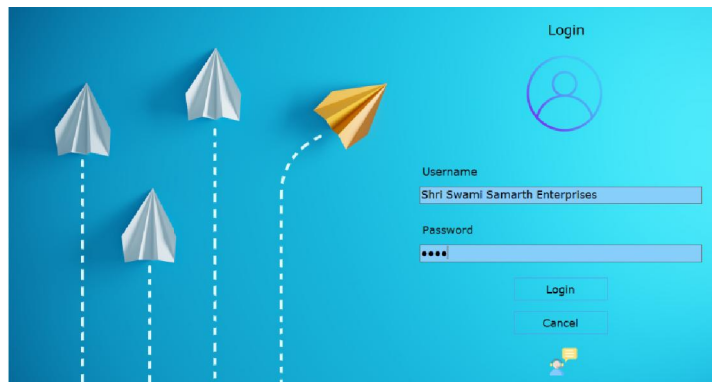 Login
Username
Shri Swami Samarth Enterprises
Password
••••
Login
Cancel